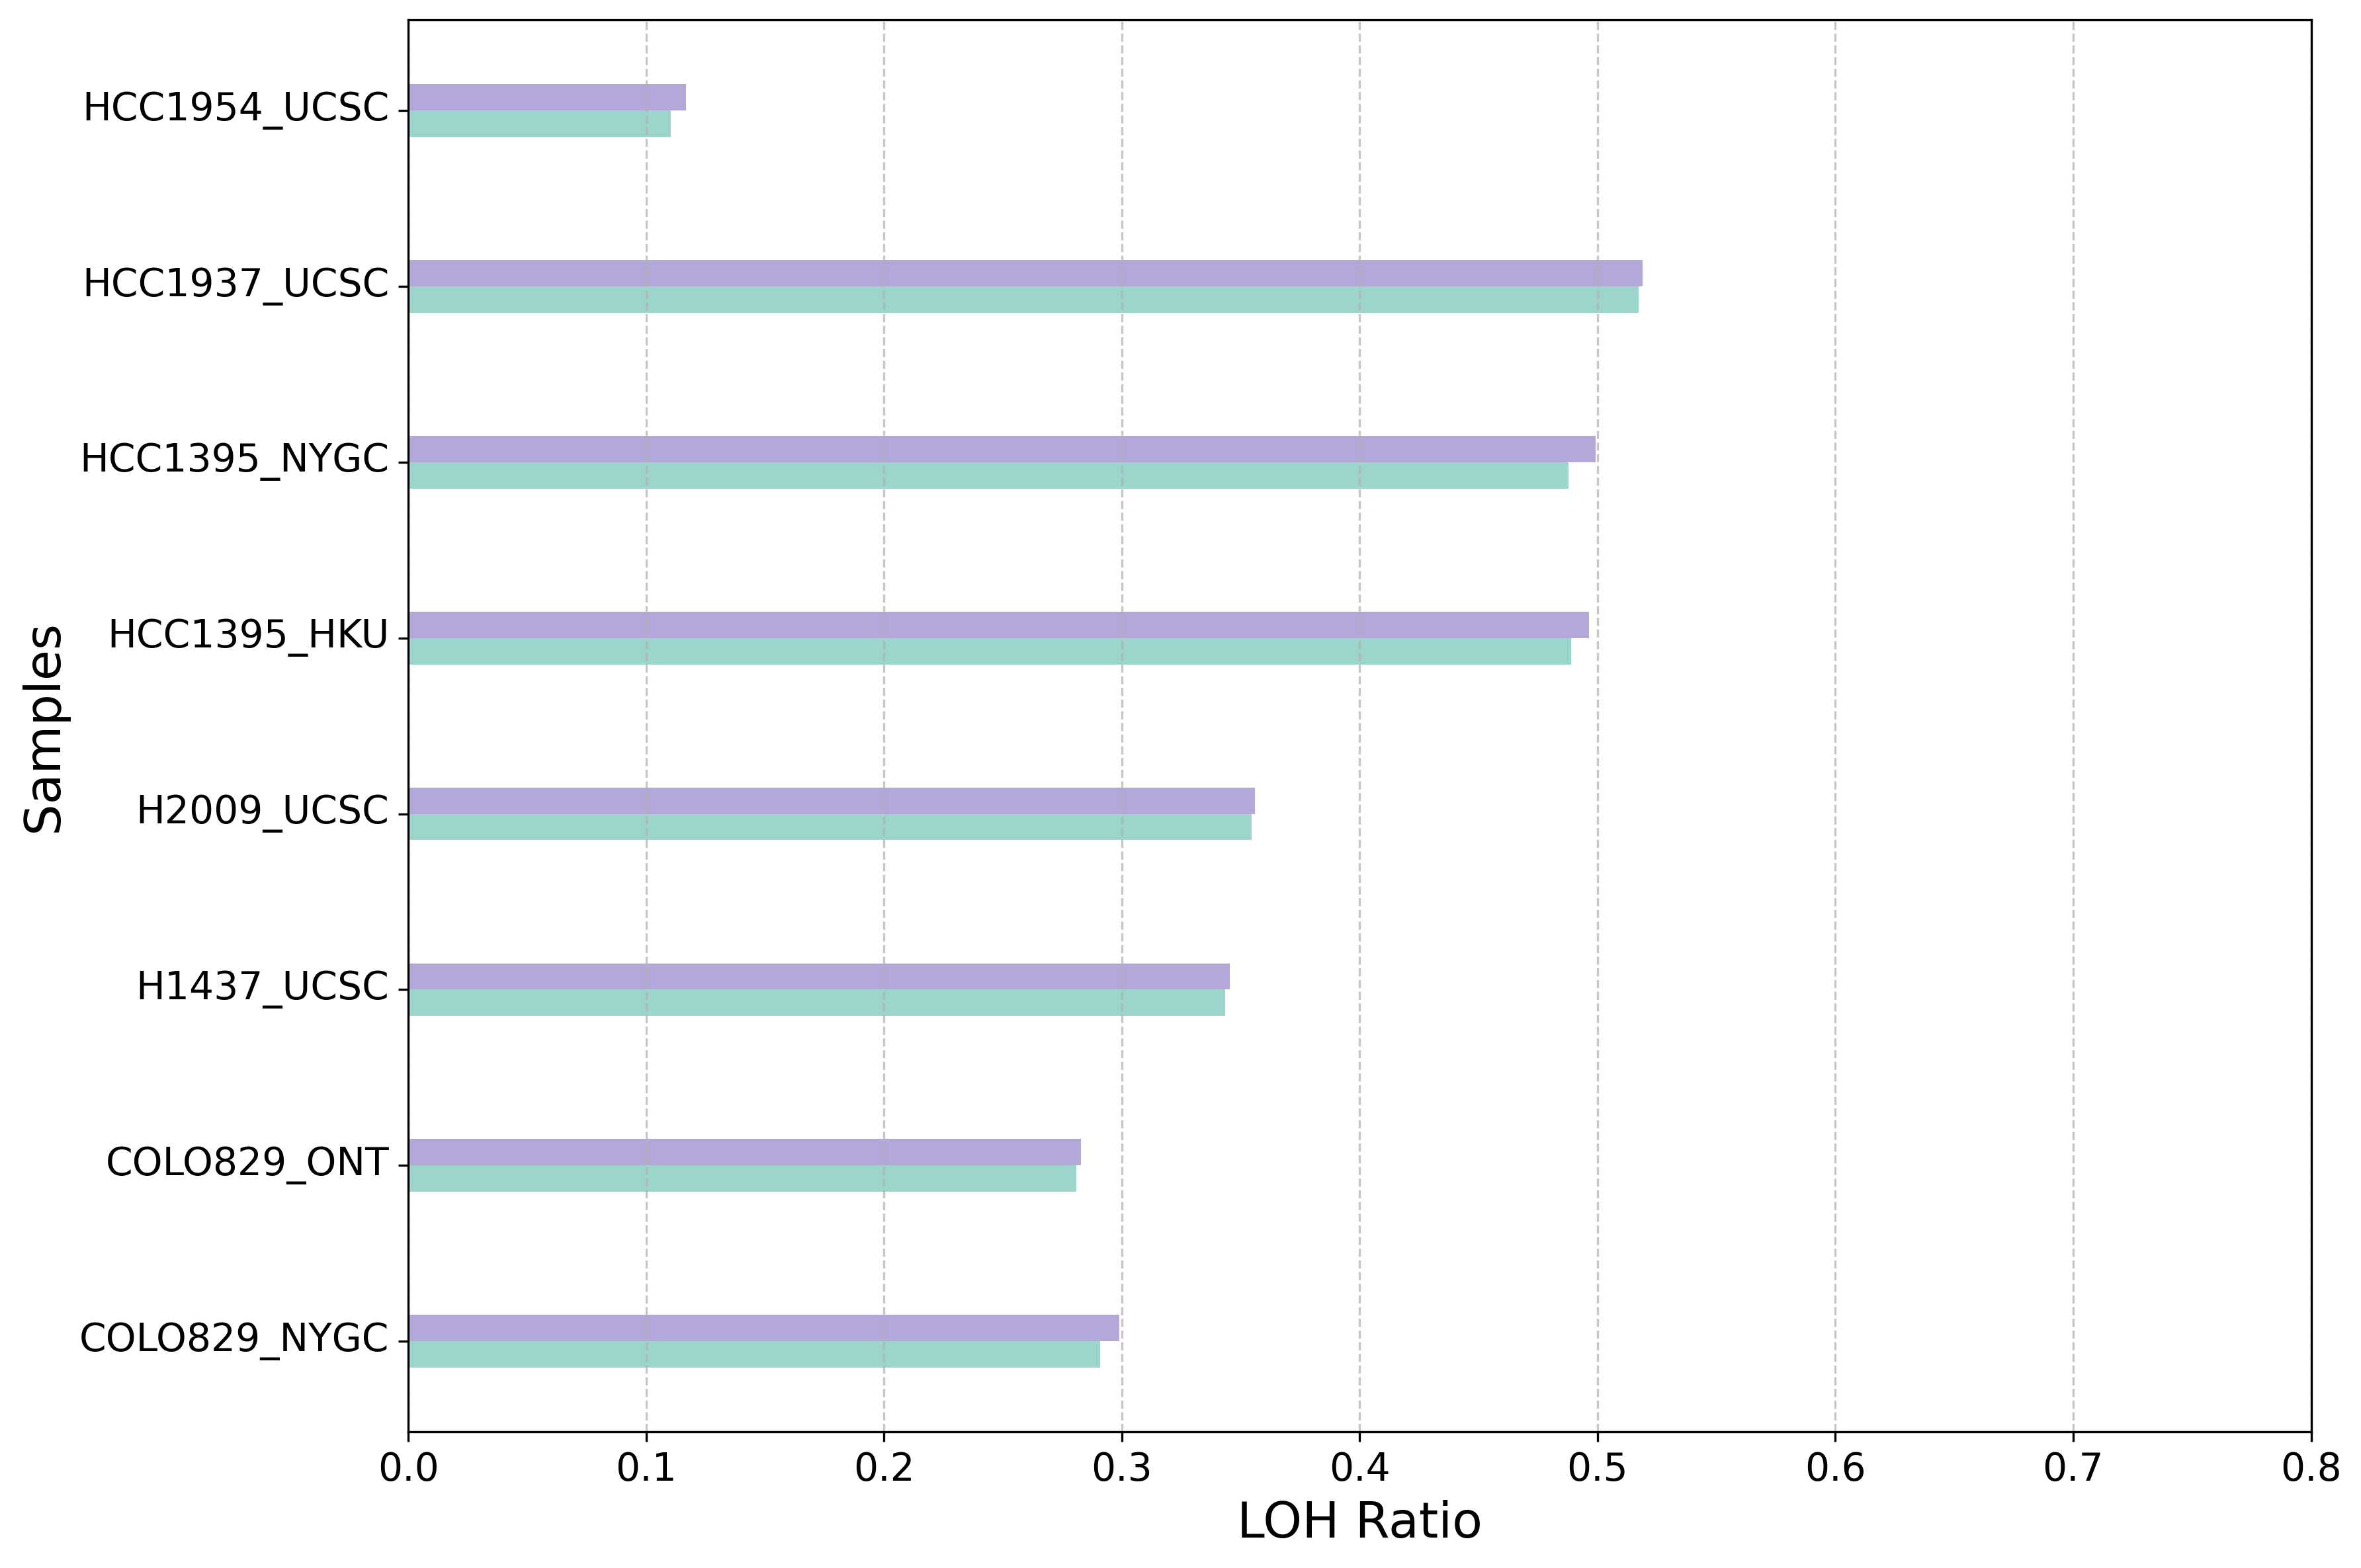 HCC1954_UCSC
HCC1937_UCSC
HCC1395_NYGC
HCC1395_HKU
H2009_UCSC
H1437_UCSC
COLO829_ONT
COLO829_NYGC
Samples
0.0 0.1 0.2 0.3 0.4 0.5 0.6 0.7 0.8
LOH Ratio